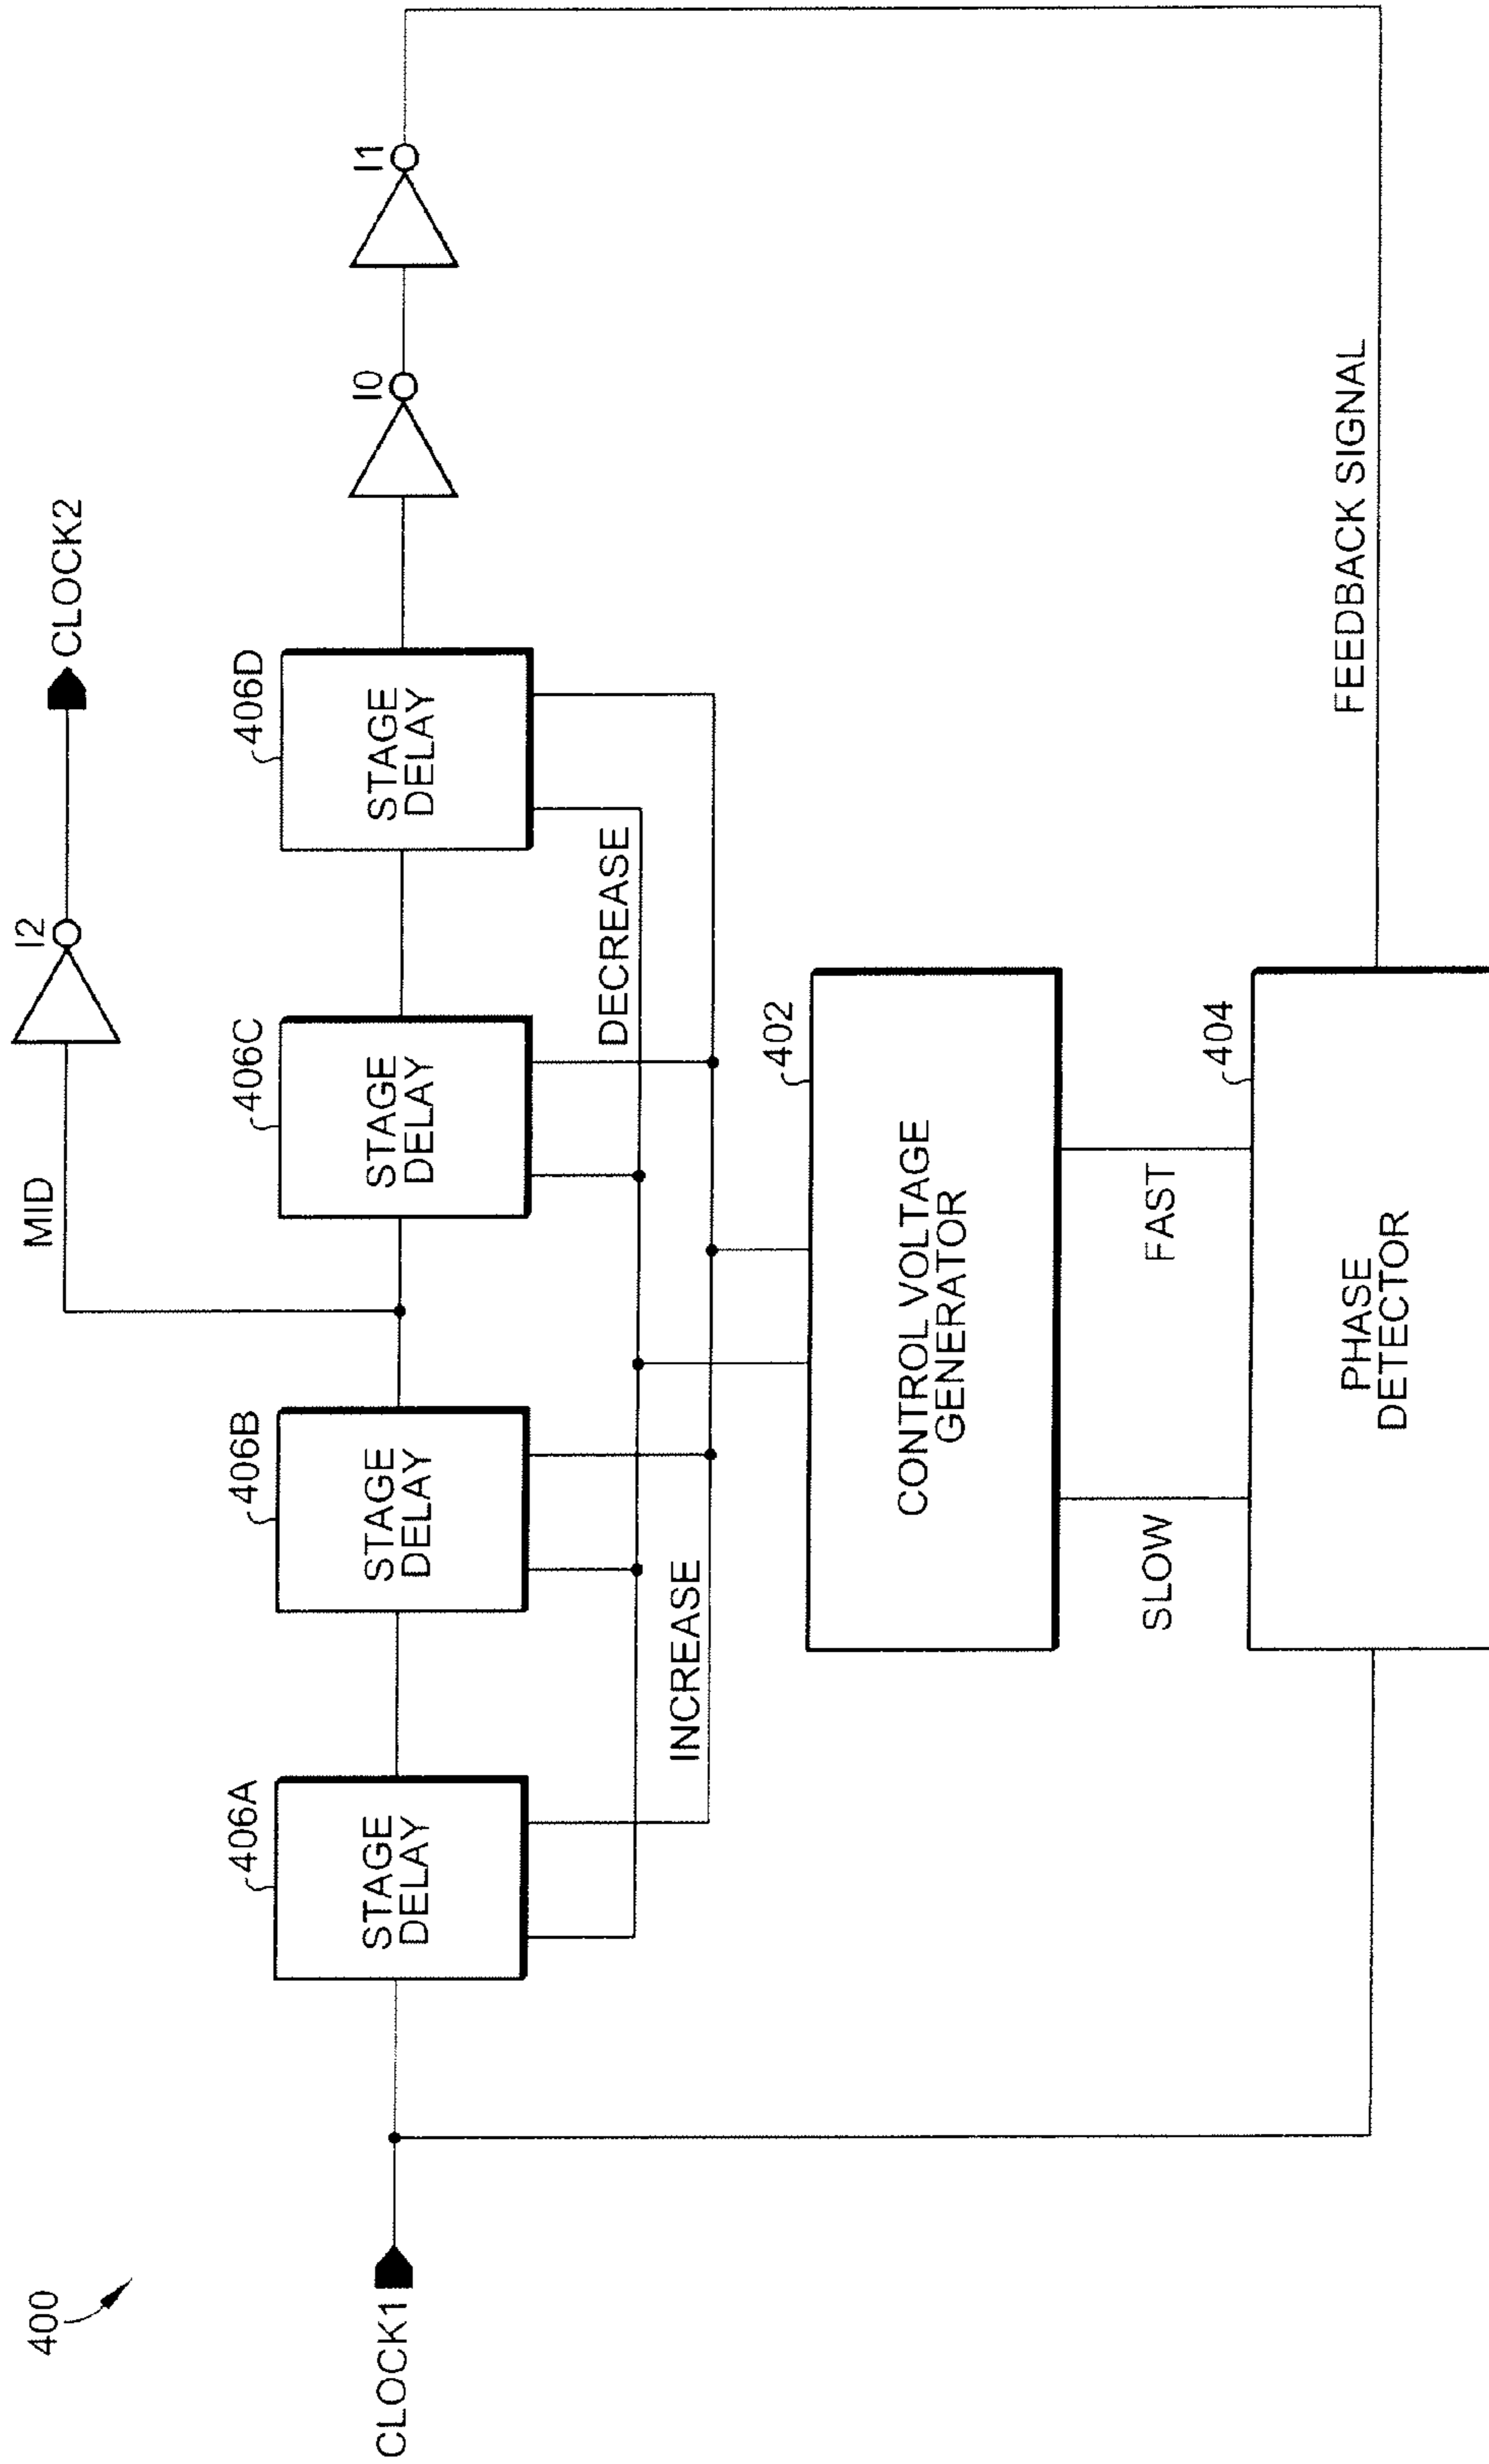 400
I2
CLOCK2
MID
I0
I1
406A
406B
406C
406D
STAGE
DELAY
STAGE
DELAY
STAGE
DELAY
STAGE
DELAY
CLOCK1
DECREASE
INCREASE
402
CONTROL VOLTAGE
GENERATOR
SLOW
FAST
404
PHASE
DETECTOR
FEEDBACK SIGNAL